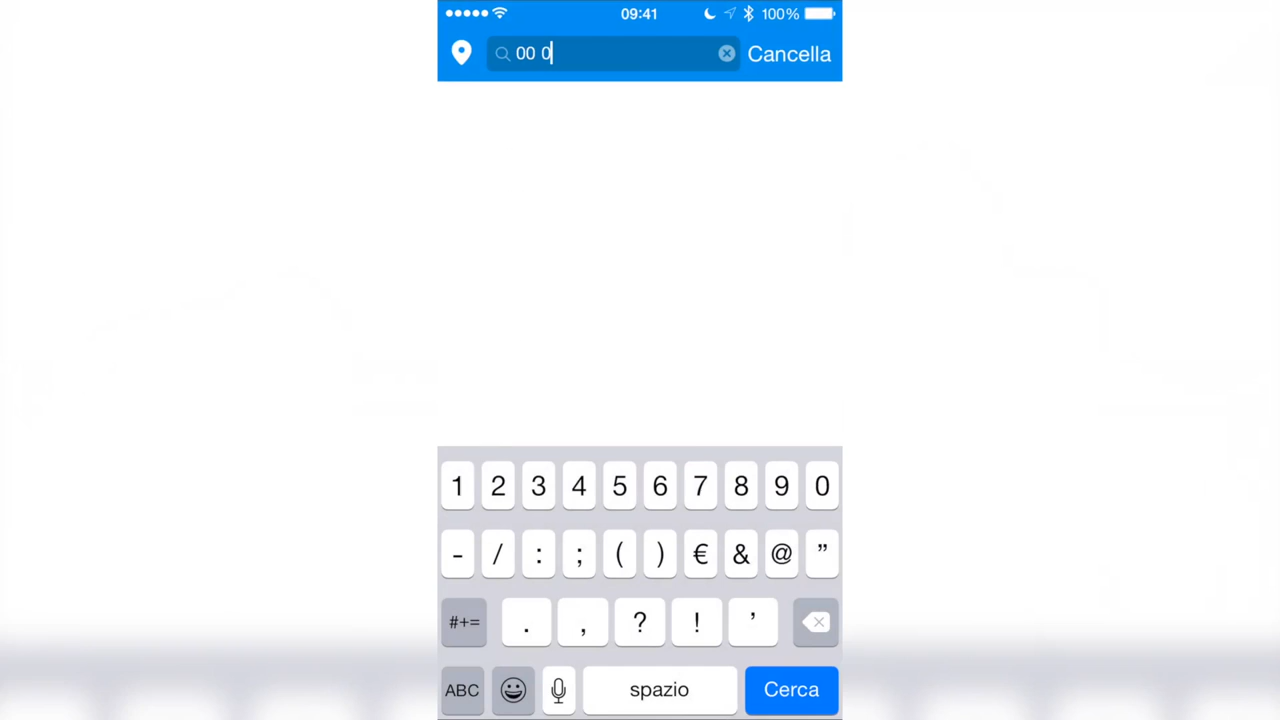 09:41 100%
00 0 Cancella
1 2 3 4 5 6 7 8 9 0
- / : ; ( ) € & @ ”
#+= . , ? ! ’
ABC spazio Cerca